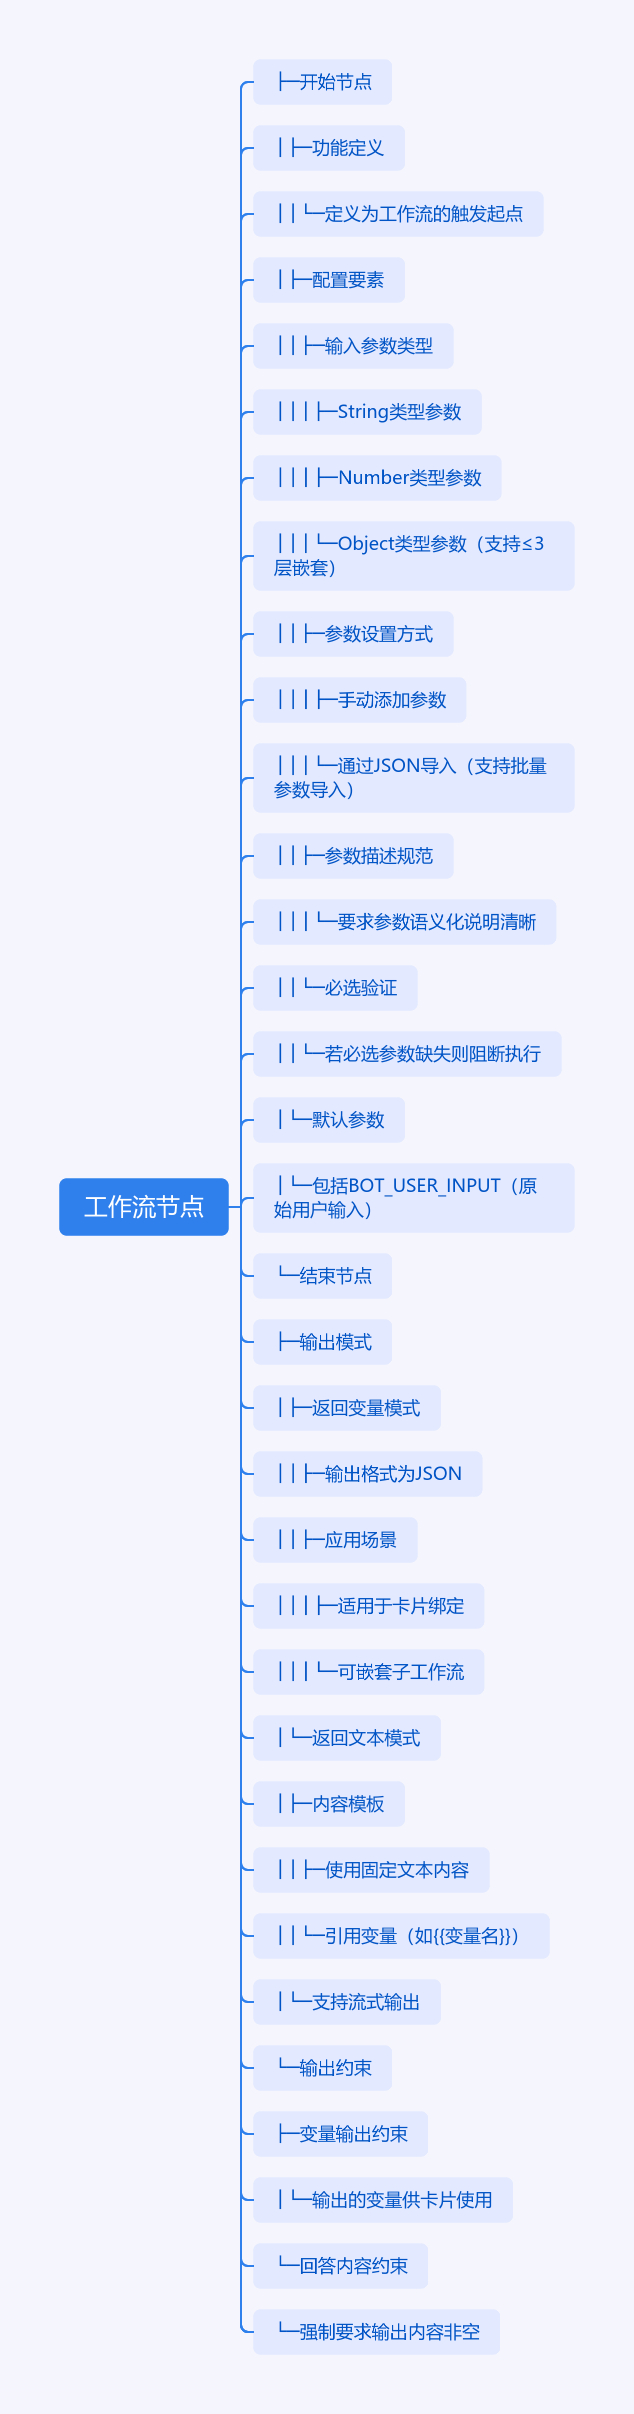 ├─开始节点
│ ├─功能定义
│ │ └─定义为工作流的触发起点
│ ├─配置要素
│ │ ├─输入参数类型
│ │ │ ├─String类型参数
│ │ │ ├─Number类型参数
│ │ │ └─Object类型参数（支持≤3
层嵌套）
│ │ ├─参数设置方式
│ │ │ ├─手动添加参数
│ │ │ └─通过JSON导入（支持批量
参数导入）
│ │ ├─参数描述规范
│ │ │ └─要求参数语义化说明清晰
│ │ └─必选验证
│ │ └─若必选参数缺失则阻断执行
│ └─默认参数
│ └─包括BOT_USER_INPUT（原
始用户输入）
工作流节点
└─结束节点
├─输出模式
│ ├─返回变量模式
│ │ ├─输出格式为JSON
│ │ ├─应用场景
│ │ │ ├─适用于卡片绑定
│ │ │ └─可嵌套子工作流
│ └─返回文本模式
│ ├─内容模板
│ │ ├─使用固定文本内容
│ │ └─引用变量（如{{变量名}}）
│ └─支持流式输出
└─输出约束
├─变量输出约束
│ └─输出的变量供卡片使用
└─回答内容约束
└─强制要求输出内容非空